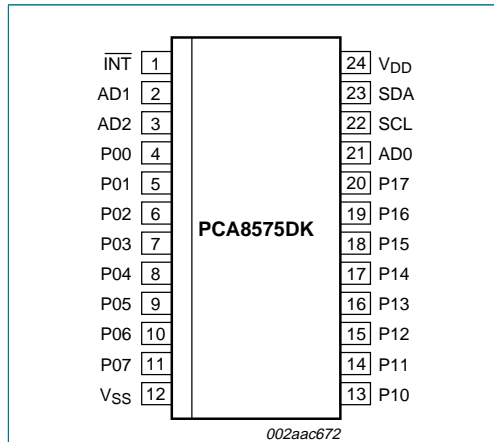 INT 1 24 VDD
AD1 2 23 SDA
AD2 3 22 SCL
P00 4 21 AD0
P01 5 20 P17
P02 6 19 P16
PCA8575DK
P03 7 18 P15
P04 8 17 P14
P05 9 16 P13
P06 10 15 P12
P07 11 14 P11
VSS 12 13 P10
002aac672